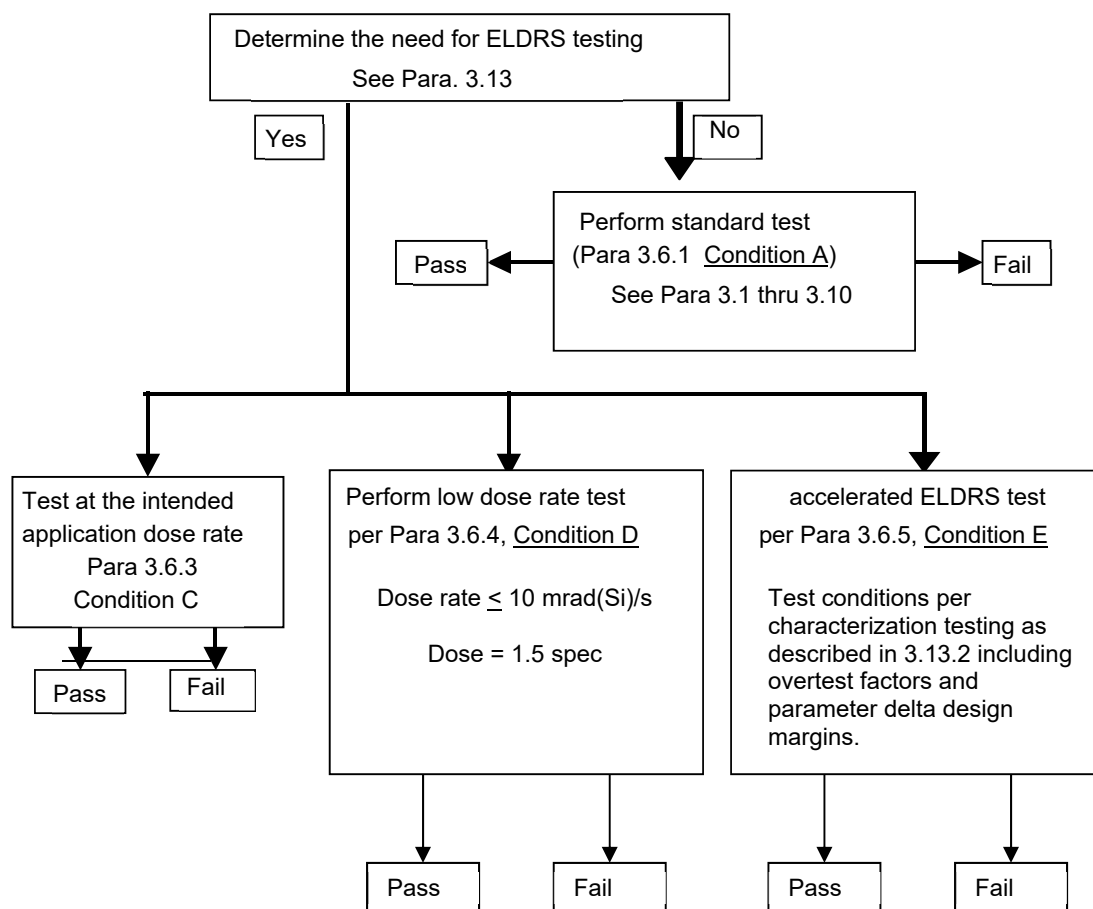 Determine the need for ELDRS testing
See Para. 3.13
Yes
No
Perform standard test
(Para 3.6.1 Condition A)
See Para 3.1 thru 3.10
Pass
Fail
Test at the intended
application dose rate
Para 3.6.3
Condition C
Pass
Fail
Perform low dose rate test
per Para 3.6.4, Condition D
Dose rate ≤ 10 mrad(Si)/s
Dose = 1.5 spec
Pass
Fail
accelerated ELDRS test
per Para 3.6.5, Condition E
Test conditions per
characterization testing as
described in 3.13.2 including
overtest factors and
parameter delta design
margins.
Pass
Fail